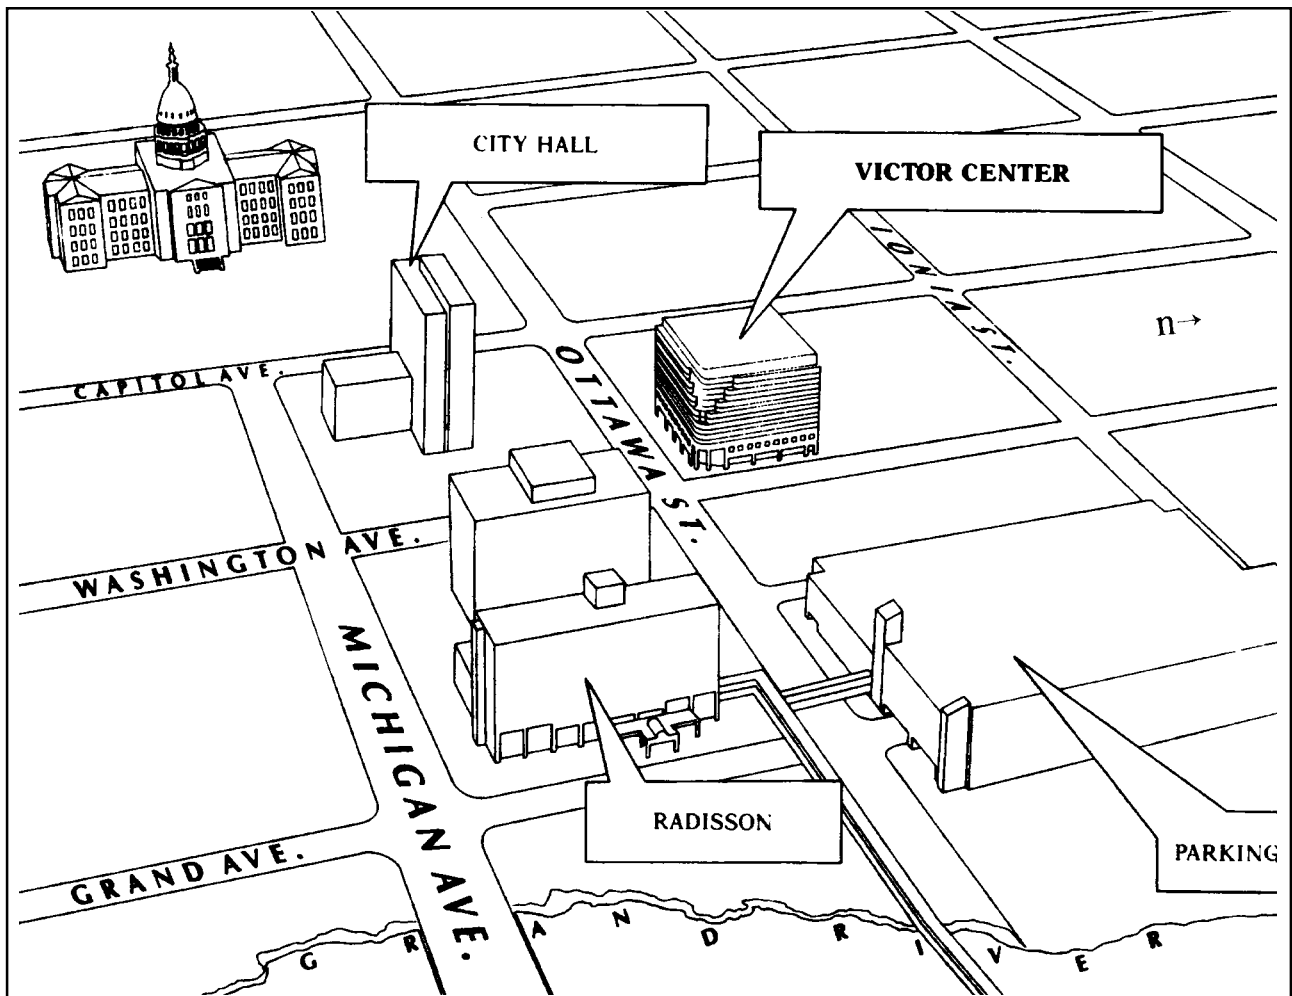 CITY HALL
VICTOR CENTER
IONIA ST.
n→
CAPITOL AVE.
OTTAWA ST.
WASHINGTON AVE.
MICHIGAN AVE.
RADISSON
PARKING
GRAND AVE.
GRAND RIVER